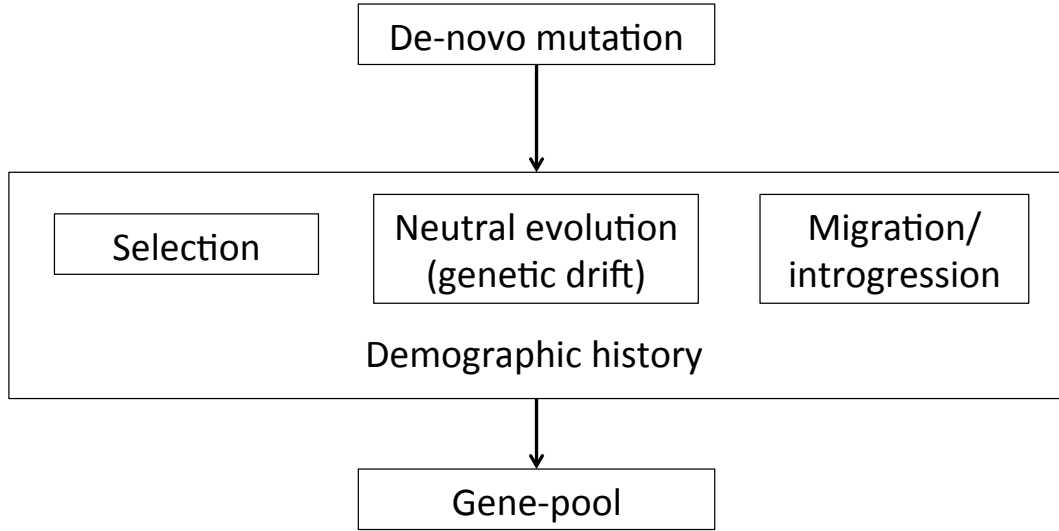 De-novo mutation
Selection
Neutral evolution
(genetic drift)
Migration/
introgression
Demographic history
Gene-pool